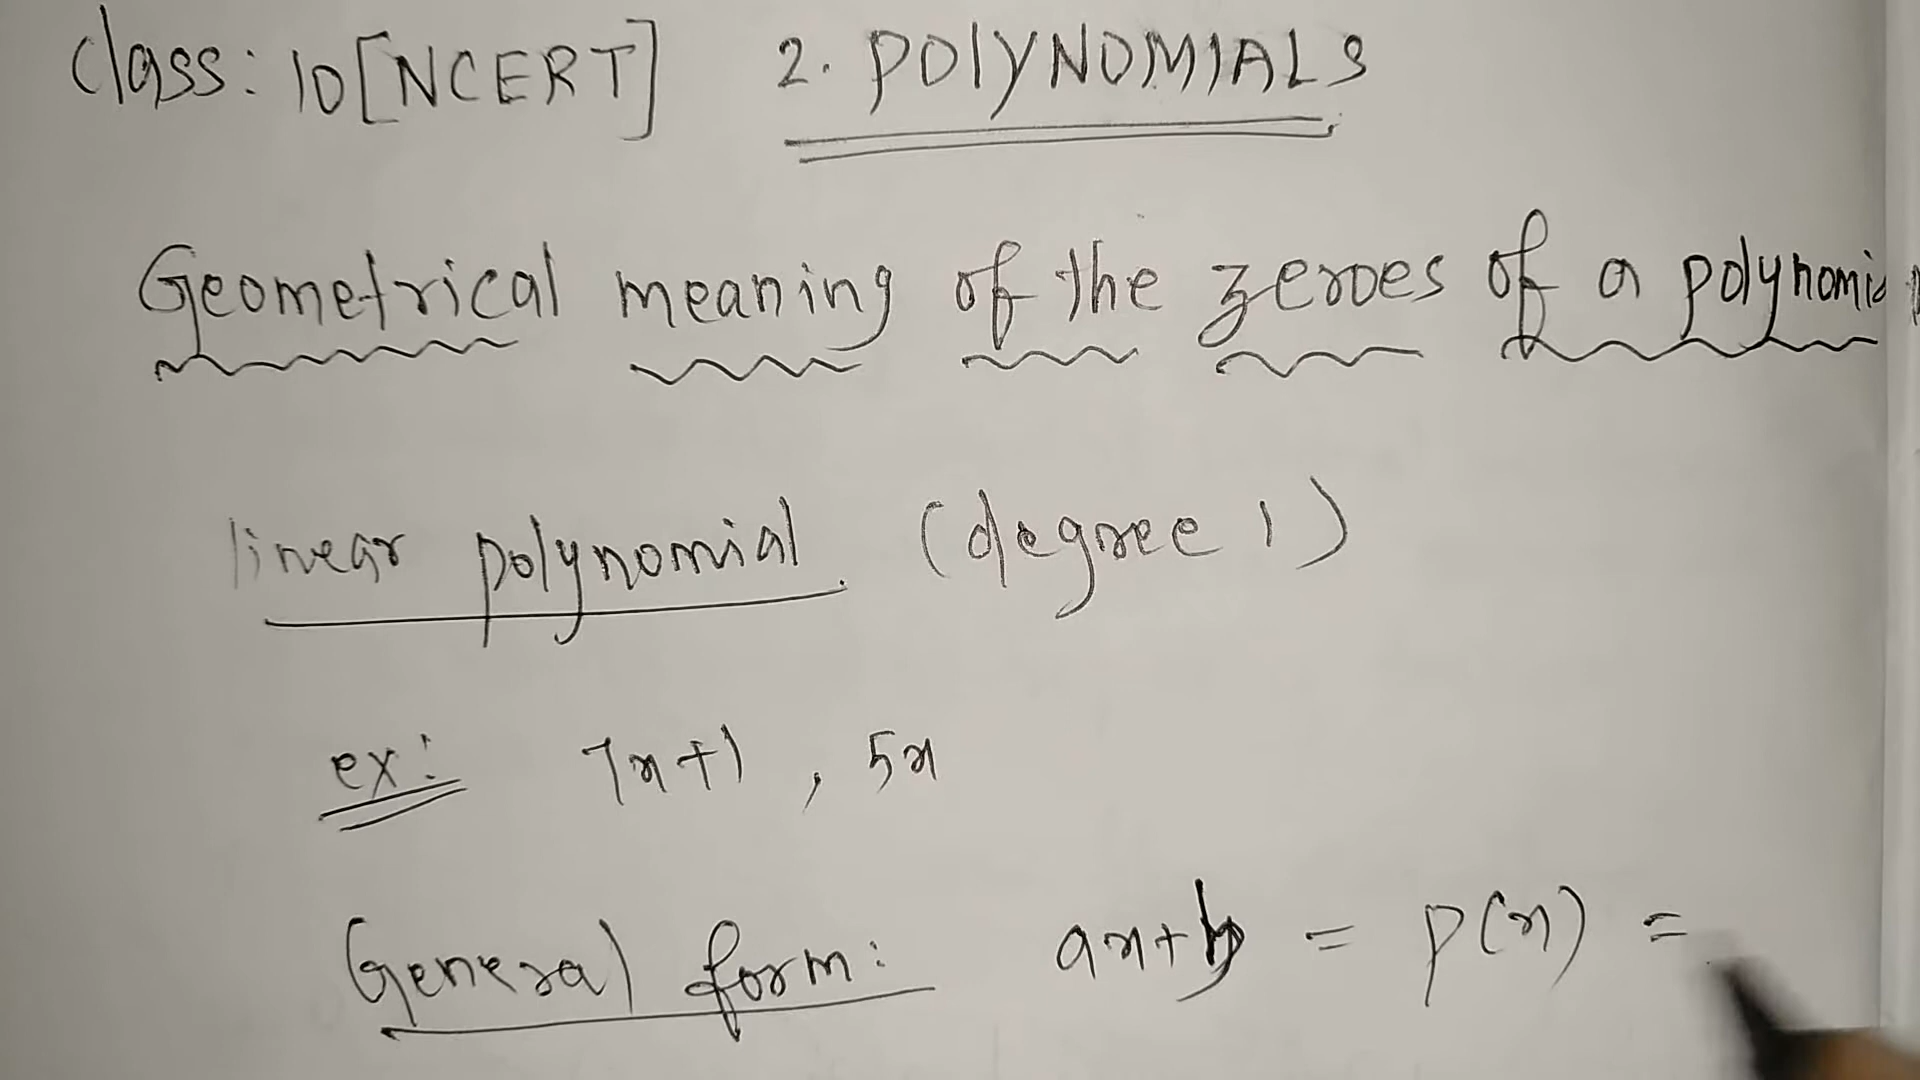 Class: 10 [NCERT] 2. POlYNOMIALS
Geometrical meaning of the zeroes of a polynomial
linear polynomial (degree 1)
ex: 7x+1 , 5x
General form: ax+b = p(x) =